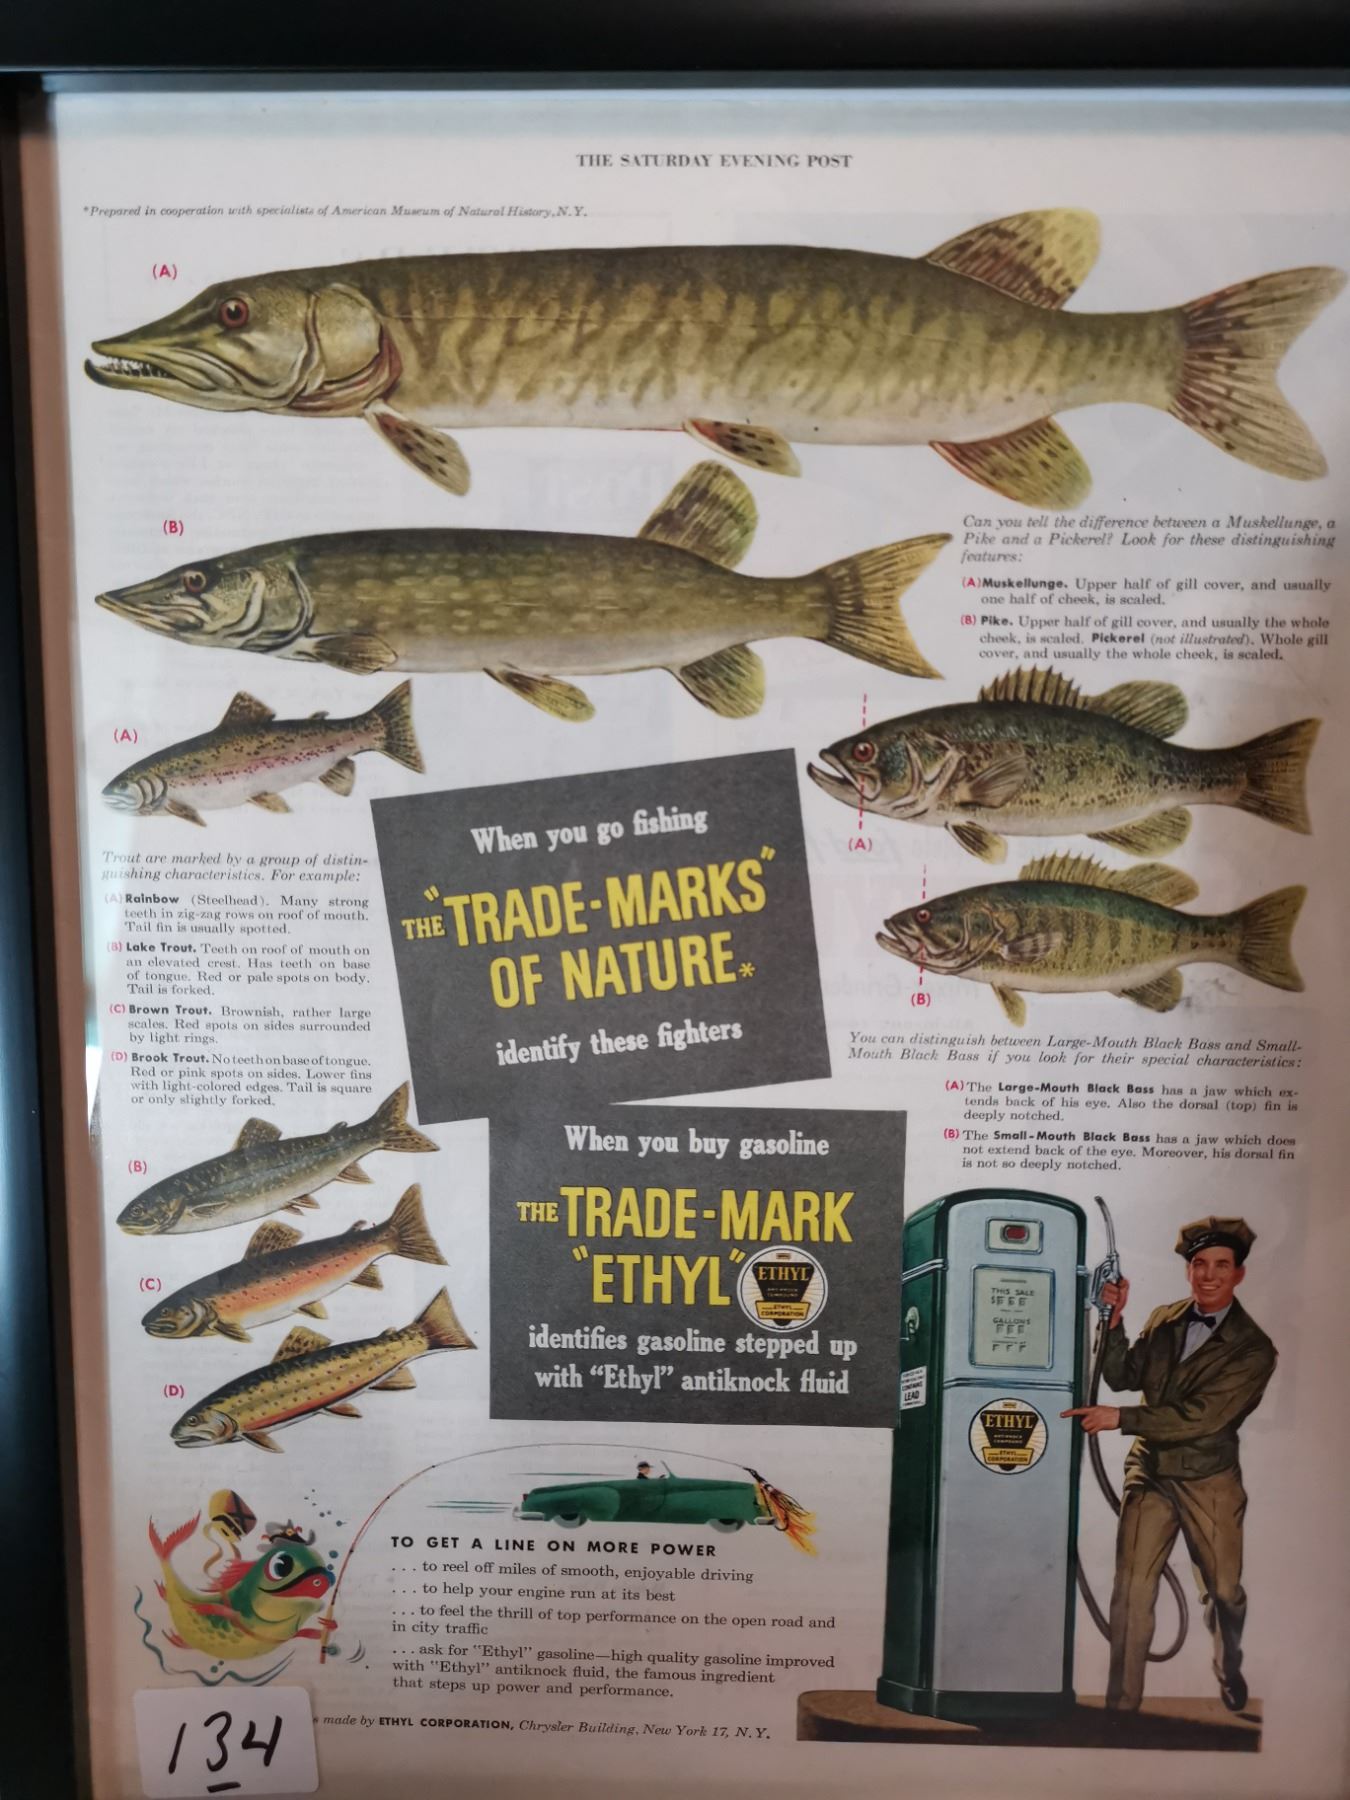 THE SATURDAY EVENING POST
*Prepared in cooperation with specialists of American Museum of Natural History, N.Y.
(A)
(B)
Can you tell the difference between a Muskellunge, a
Pike and a Pickerel? Look for these distinguishing
features:
(A) Muskellunge. Upper half of gill cover, and usually
one half of cheek, is scaled.
(B) Pike. Upper half of gill cover, and usually the whole
cheek, is scaled. Pickerel (not illustrated). Whole gill
cover, and usually the whole cheek, is scaled.
(A)
(A)
(B)
Trout are marked by a group of distin-
guishing characteristics. For example:
(A) Rainbow (Steelhead). Many strong
teeth in zig-zag rows on roof of mouth.
Tail fin is usually spotted.
(B) Lake Trout. Teeth on roof of mouth on
an elevated crest. Has teeth on base
of tongue. Red or pale spots on body.
Tail is forked.
(C) Brown Trout. Brownish, rather large
scales. Red spots on sides surrounded
by light rings.
(D) Brook Trout. No teeth on base of tongue.
Red or pink spots on sides. Lower fins
with light-colored edges. Tail is square
or only slightly forked.
(B)
(C)
(D)
When you go fishing
THE "TRADE-MARKS"
OF NATURE*
identify these fighters
You can distinguish between Large-Mouth Black Bass and Small-
Mouth Black Bass if you look for their special characteristics:
(A) The Large-Mouth Black Bass has a jaw which ex-
tends back of his eye. Also the dorsal (top) fin is
deeply notched.
(B) The Small-Mouth Black Bass has a jaw which does
not extend back of the eye. Moreover, his dorsal fin
is not so deeply notched.
When you buy gasoline
THE TRADE-MARK
"ETHYL"
ETHYL
ETHYL
CORPORATION
identifies gasoline stepped up
with "Ethyl" antiknock fluid
THIS SALE
GALLONS
CONTAINS
LEAD
ETHYL
ETHYL
CORPORATION
TO GET A LINE ON MORE POWER
. . . to reel off miles of smooth, enjoyable driving
. . . to help your engine run at its best
. . . to feel the thrill of top performance on the open road and
in city traffic
. . . ask for "Ethyl" gasoline—high quality gasoline improved
with "Ethyl" antiknock fluid, the famous ingredient
that steps up power and performance.
made by ETHYL CORPORATION, Chrysler Building, New York 17, N. Y.
134